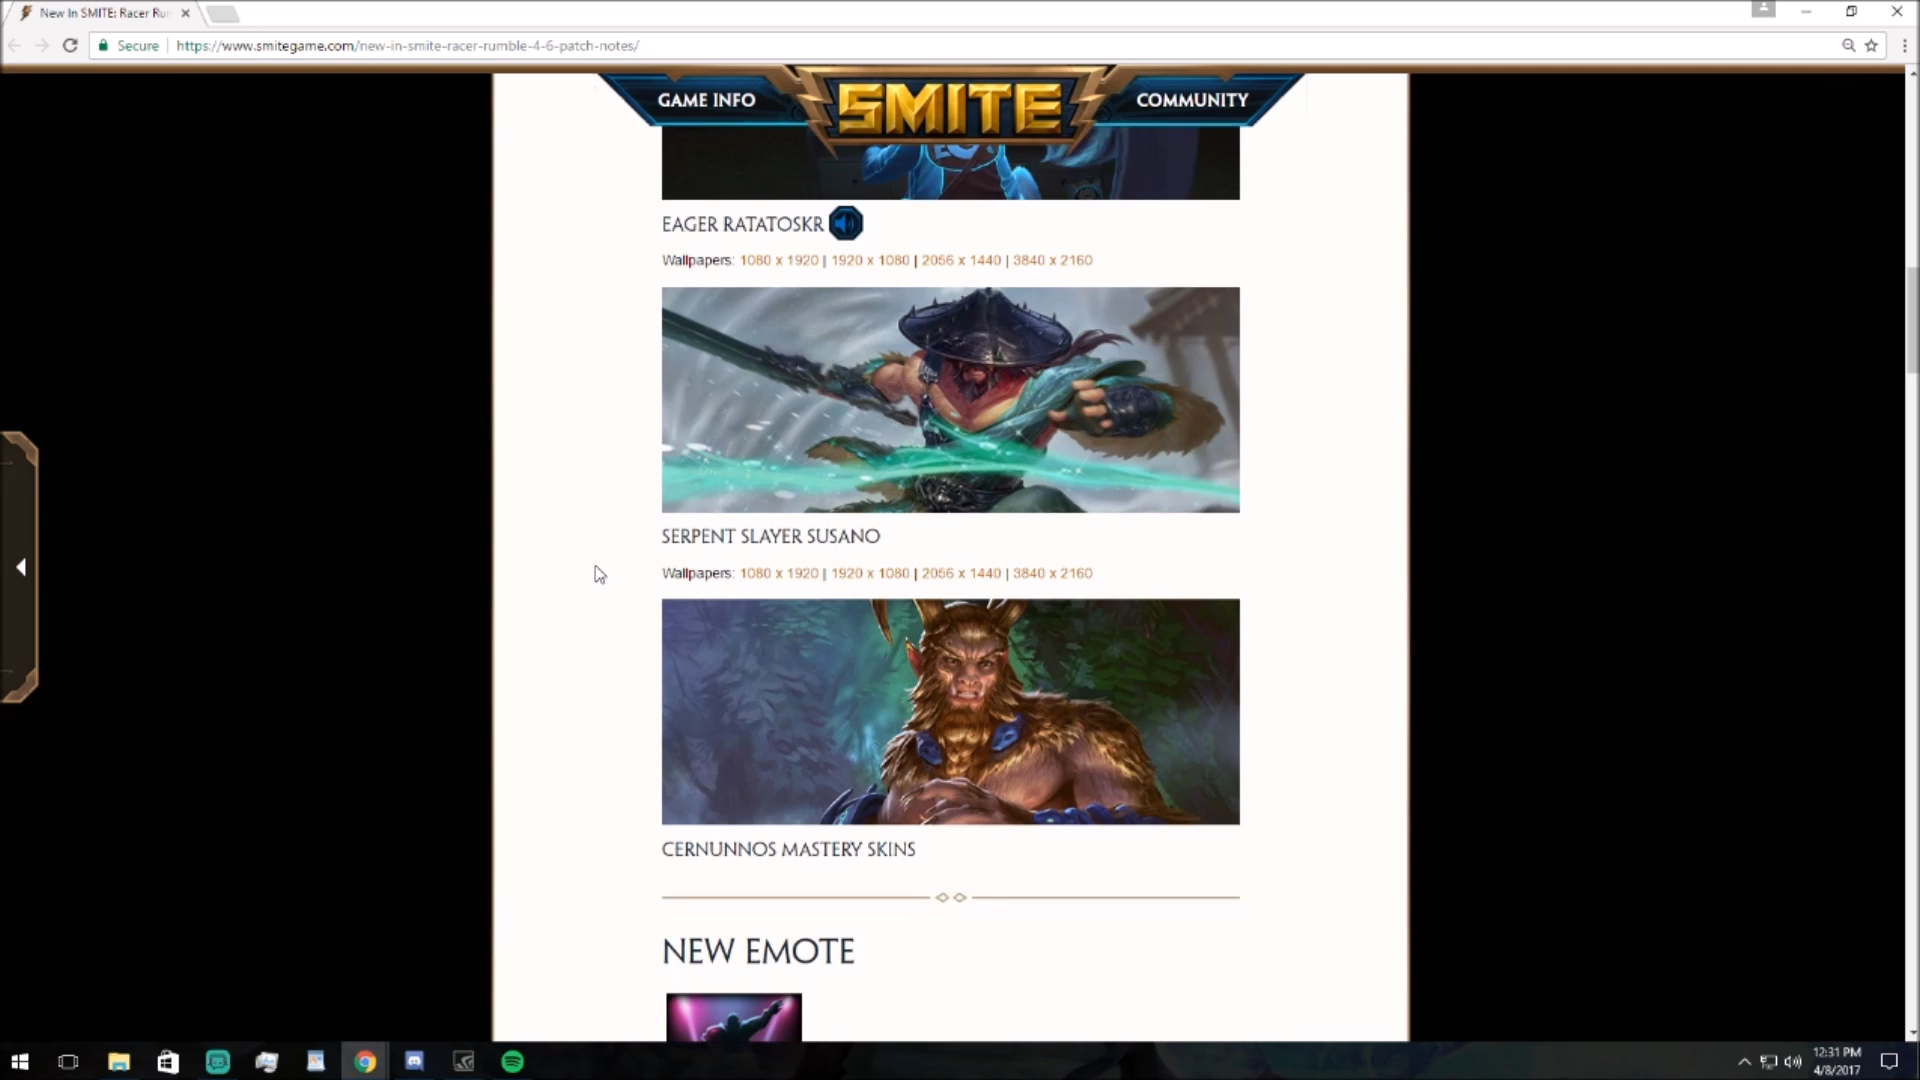 New In SMITE: Racer Ru
Secure
https://www.smitegame.com/new-in-smite-racer-rumble-4-6-patch-notes/
GAME INFO
SMITE
COMMUNITY
EAGER RATATOSKR
Wallpapers: 1080 x 1920 | 1920 x 1080 | 2056 x 1440 | 3840 x 2160
SERPENT SLAYER SUSANO
Wallpapers: 1080 x 1920 | 1920 x 1080 | 2056 x 1440 | 3840 x 2160
CERNUNNOS MASTERY SKINS
NEW EMOTE
12:31 PM
4/8/2017